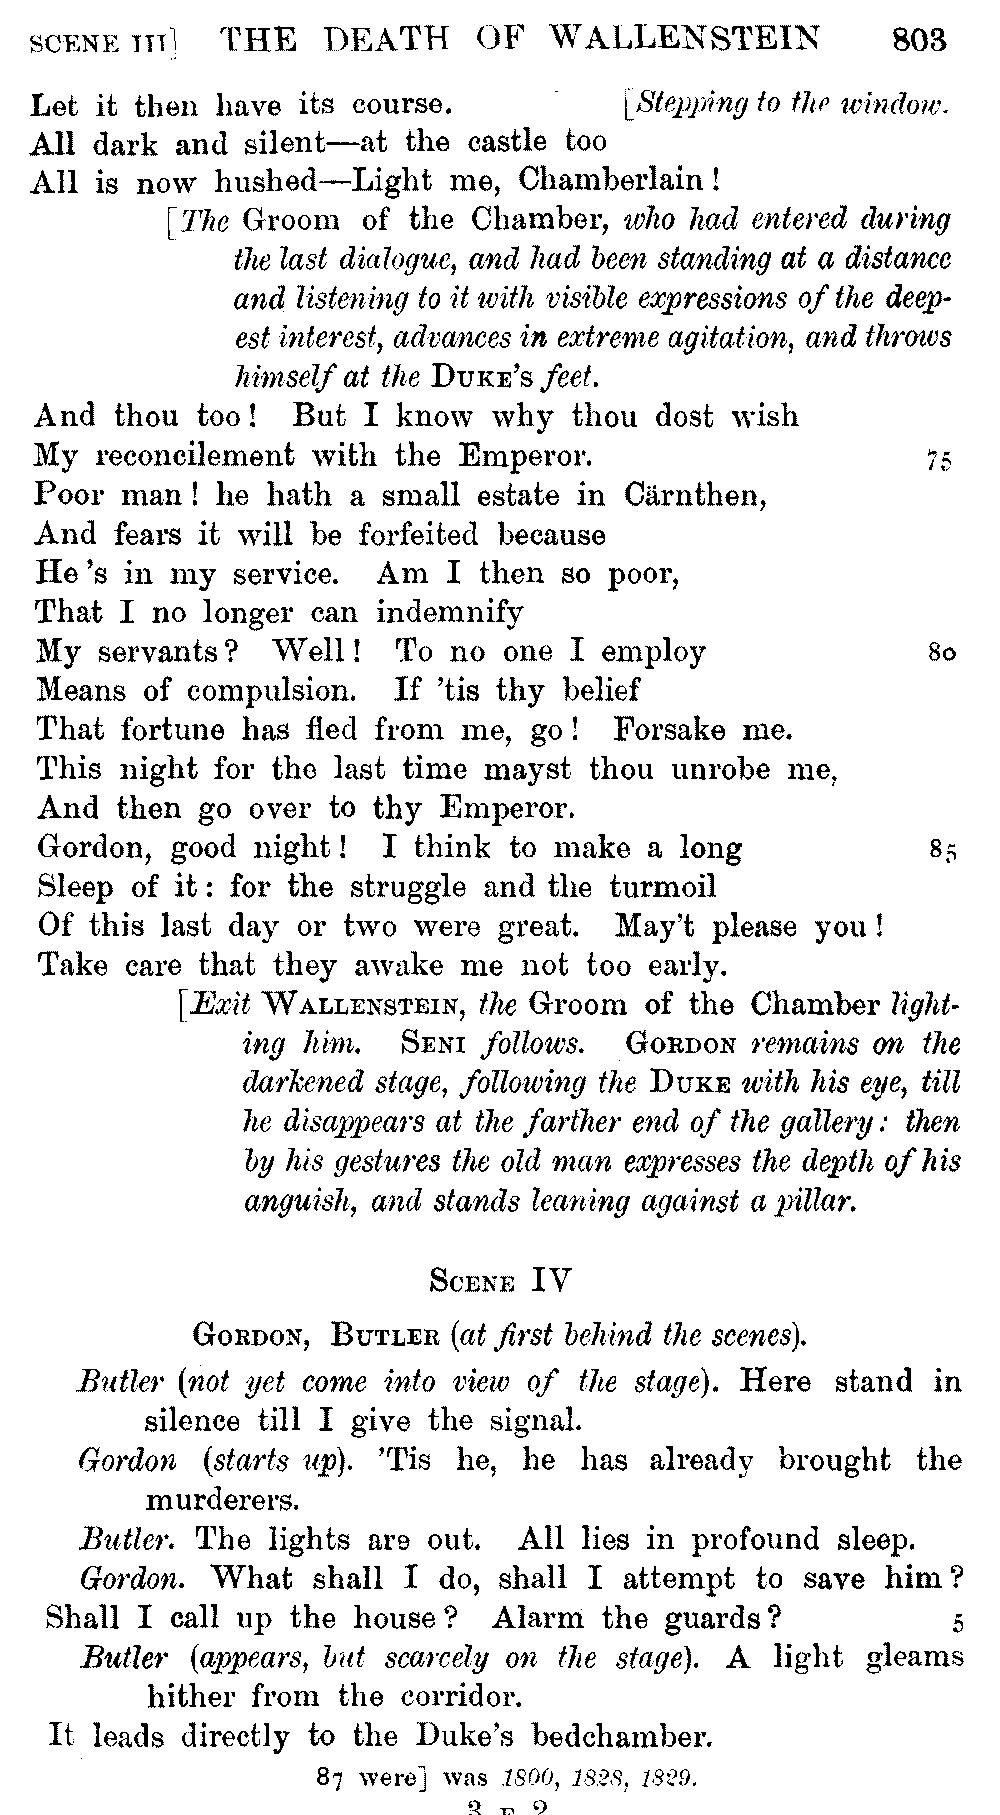 SCENE III] THE DEATH OF WALLENSTEIN 803
Let it then have its course. [Stepping to the window.
All dark and silent—at the castle too
All is now hushed—Light me, Chamberlain!
[The Groom of the Chamber, who had entered during
the last dialogue, and had been standing at a distance
and listening to it with visible expressions of the deep-
est interest, advances in extreme agitation, and throws
himself at the DUKE'S feet.
And thou too! But I know why thou dost wish
My reconcilement with the Emperor. 75
Poor man! he hath a small estate in Cärnthen,
And fears it will be forfeited because
He 's in my service. Am I then so poor,
That I no longer can indemnify
My servants? Well! To no one I employ 80
Means of compulsion. If 'tis thy belief
That fortune has fled from me, go! Forsake me.
This night for the last time mayst thou unrobe me,
And then go over to thy Emperor.
Gordon, good night! I think to make a long 85
Sleep of it: for the struggle and the turmoil
Of this last day or two were great. May't please you!
Take care that they awake me not too early.
[Exit WALLENSTEIN, the Groom of the Chamber light-
ing him. SENI follows. GORDON remains on the
darkened stage, following the DUKE with his eye, till
he disappears at the farther end of the gallery: then
by his gestures the old man expresses the depth of his
anguish, and stands leaning against a pillar.
SCENE IV
GORDON, BUTLER (at first behind the scenes).
Butler (not yet come into view of the stage). Here stand in
silence till I give the signal.
Gordon (starts up). 'Tis he, he has already brought the
murderers.
Butler. The lights are out. All lies in profound sleep.
Gordon. What shall I do, shall I attempt to save him?
Shall I call up the house? Alarm the guards? 5
Butler (appears, but scarcely on the stage). A light gleams
hither from the corridor.
It leads directly to the Duke's bedchamber.
87 were] was 1800, 1828, 1829.
3 E 2